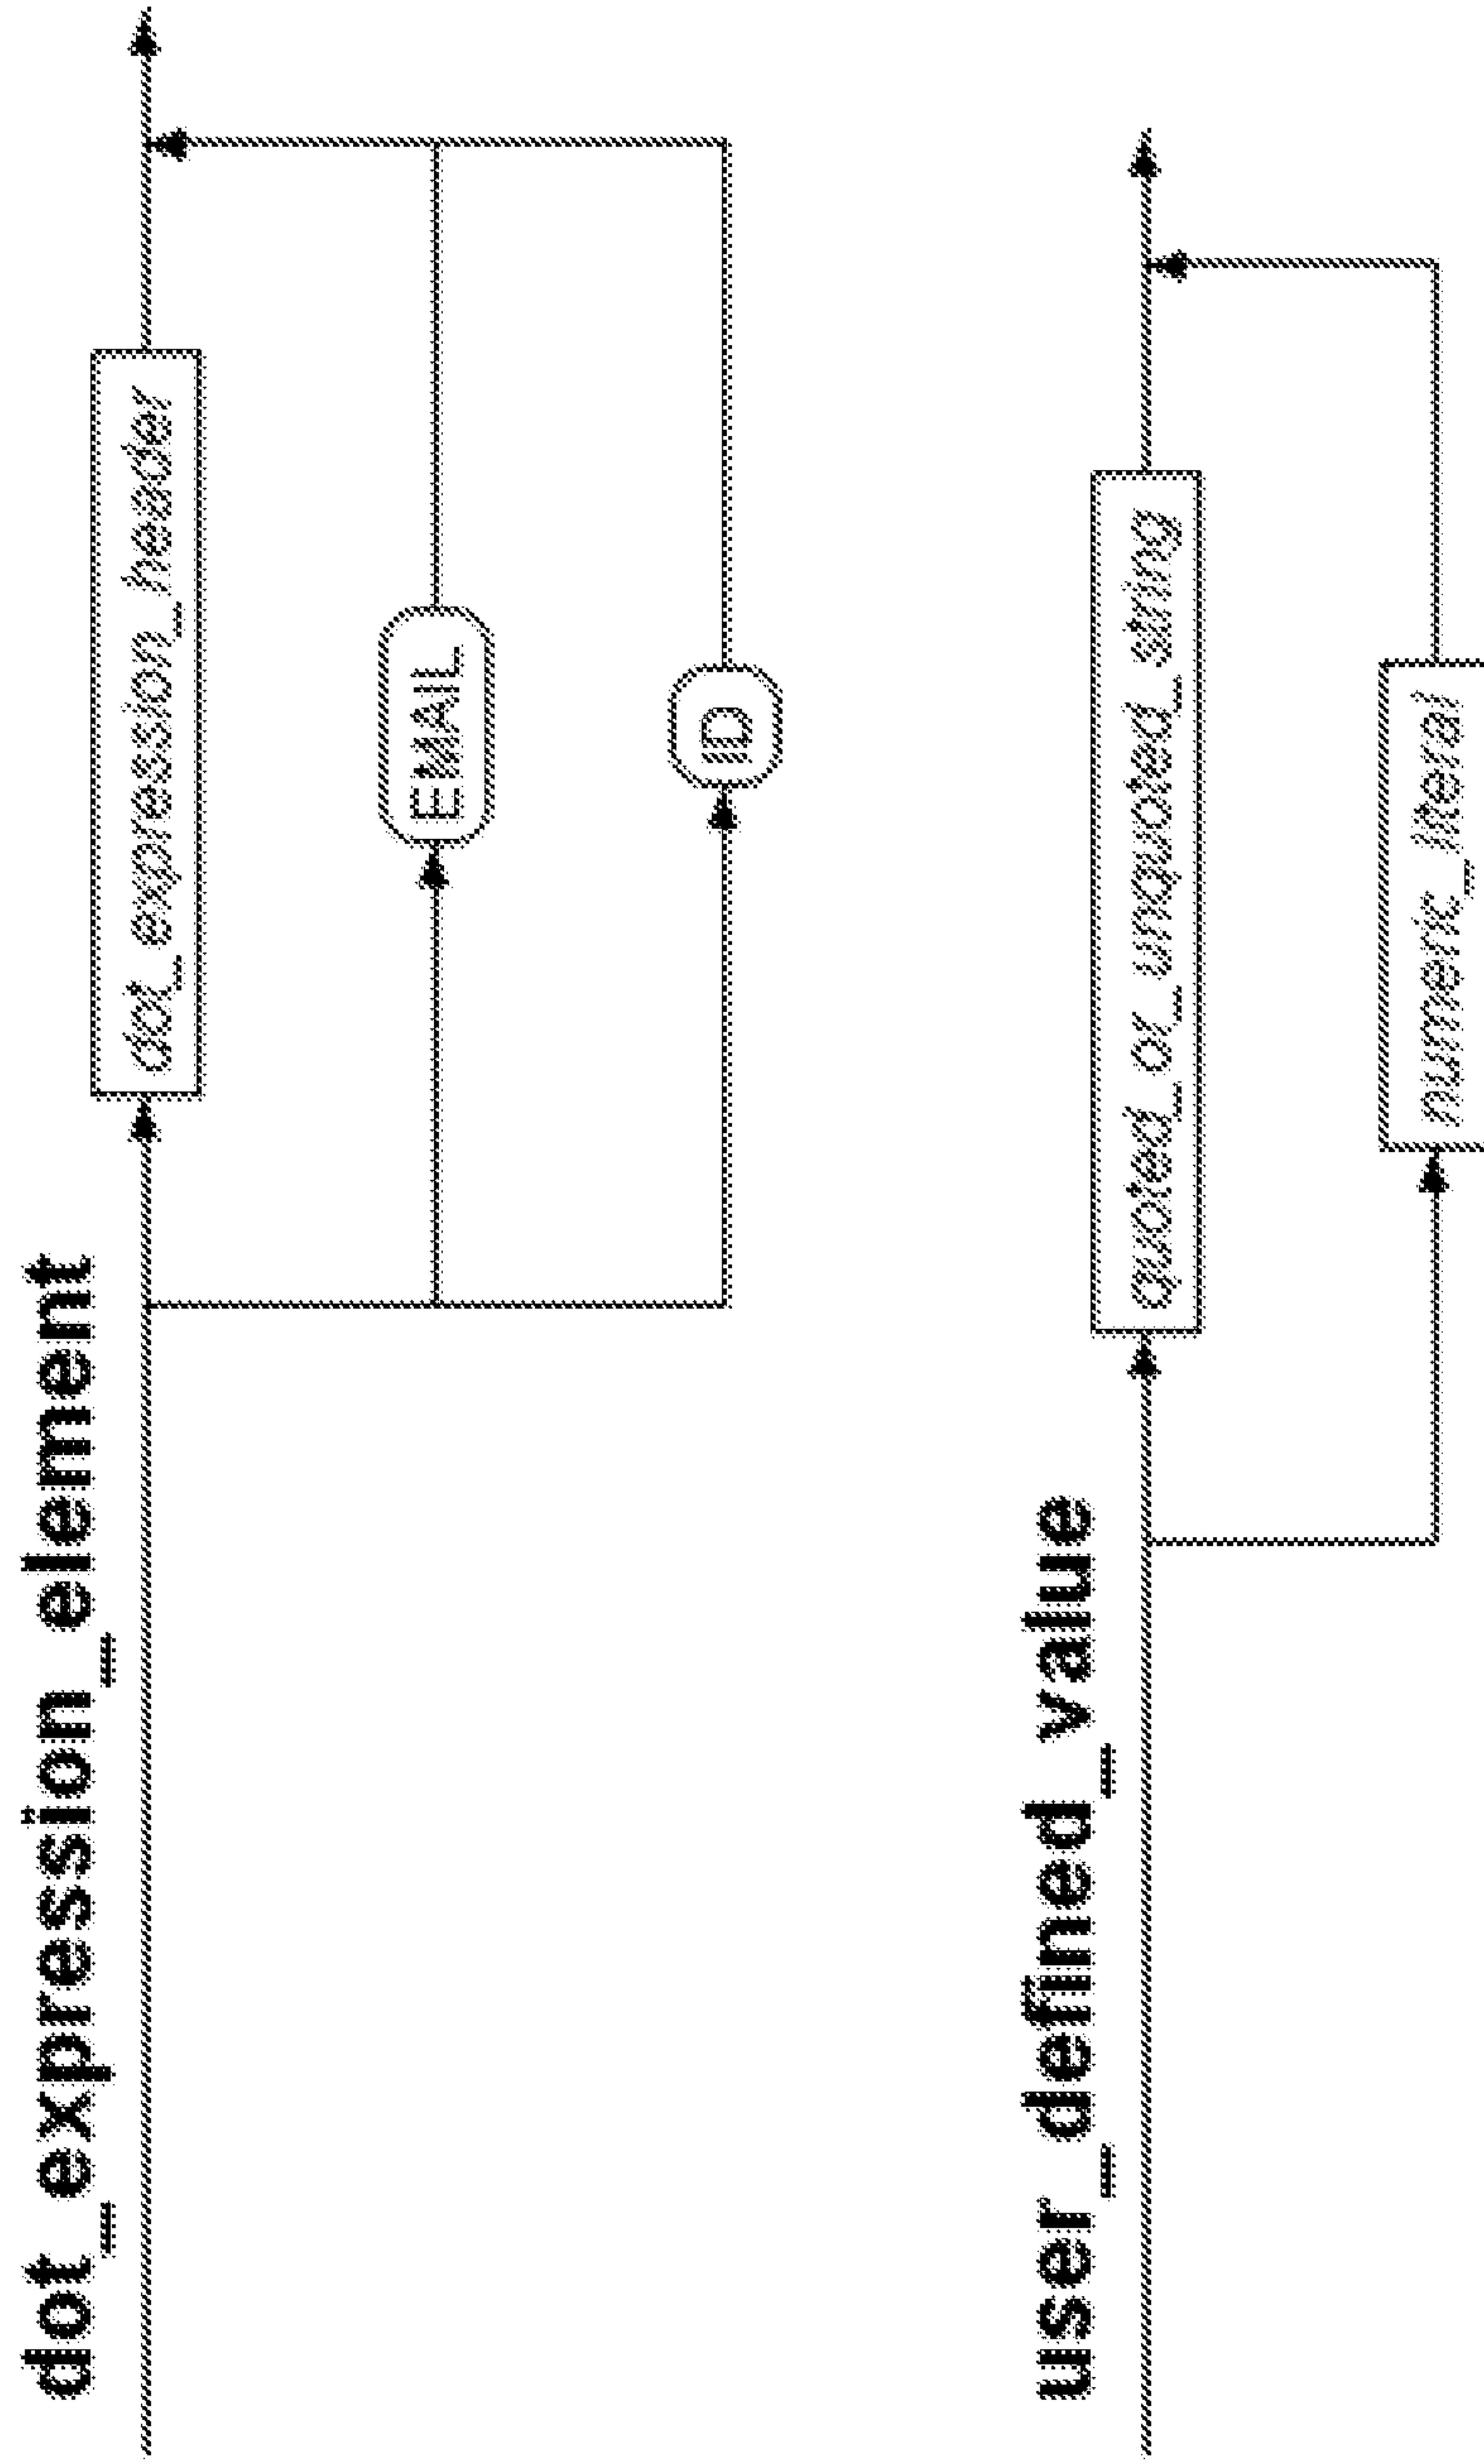 dot_expression_element
dot_expression_header
EMAIL
ID
user_defined_value
quoted_or_unquoted_string
numeric_literal